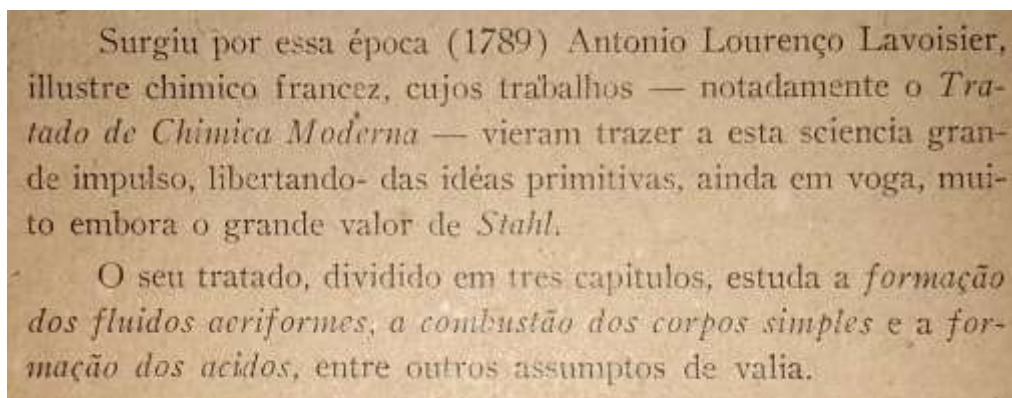 Surgiu por essa época (1789) Antonio Lourenço Lavoisier,
illustre chimico francez, cujos trabalhos — notadamente o Tra-
tado de Chimica Moderna — vieram trazer a esta sciencia gran-
de impulso, libertando- das idéas primitivas, ainda em voga, mui-
to embora o grande valor de Stahl.
O seu tratado, dividido em tres capitulos, estuda a formação
dos fluidos aeriformes, a combustão dos corpos simples e a for-
mação dos acidos, entre outros assumptos de valia.